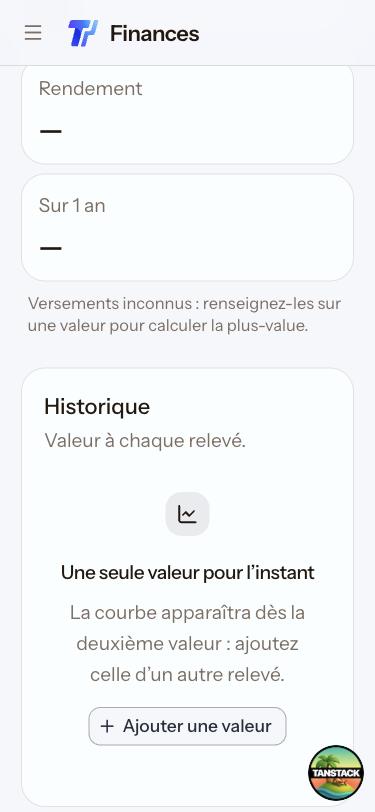 Finances
Rendement
—
Sur 1 an
—
Versements inconnus : renseignez-les sur
une valeur pour calculer la plus-value.
Historique
Valeur à chaque relevé.
Une seule valeur pour l’instant
La courbe apparaîtra dès la
deuxième valeur : ajoutez
celle d’un autre relevé.
+ Ajouter une valeur
TANSTACK